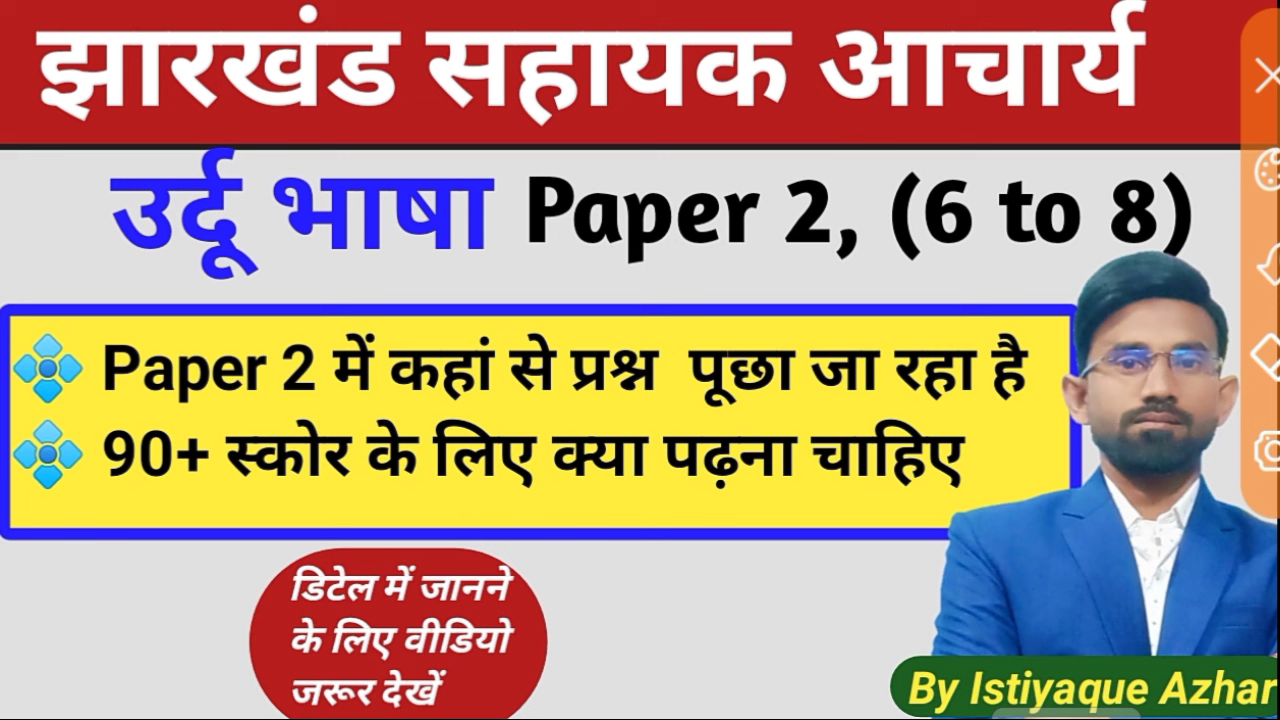 झारखंड सहायक आचार्य
उर्दू भाषा Paper 2, (6 to 8)
Paper 2 में कहां से प्रश्न पूछा जा रहा है
90+ स्कोर के लिए क्या पढ़ना चाहिए
डिटेल में जानने
के लिए वीडियो
जरूर देखें
By Istiyaque Azhar